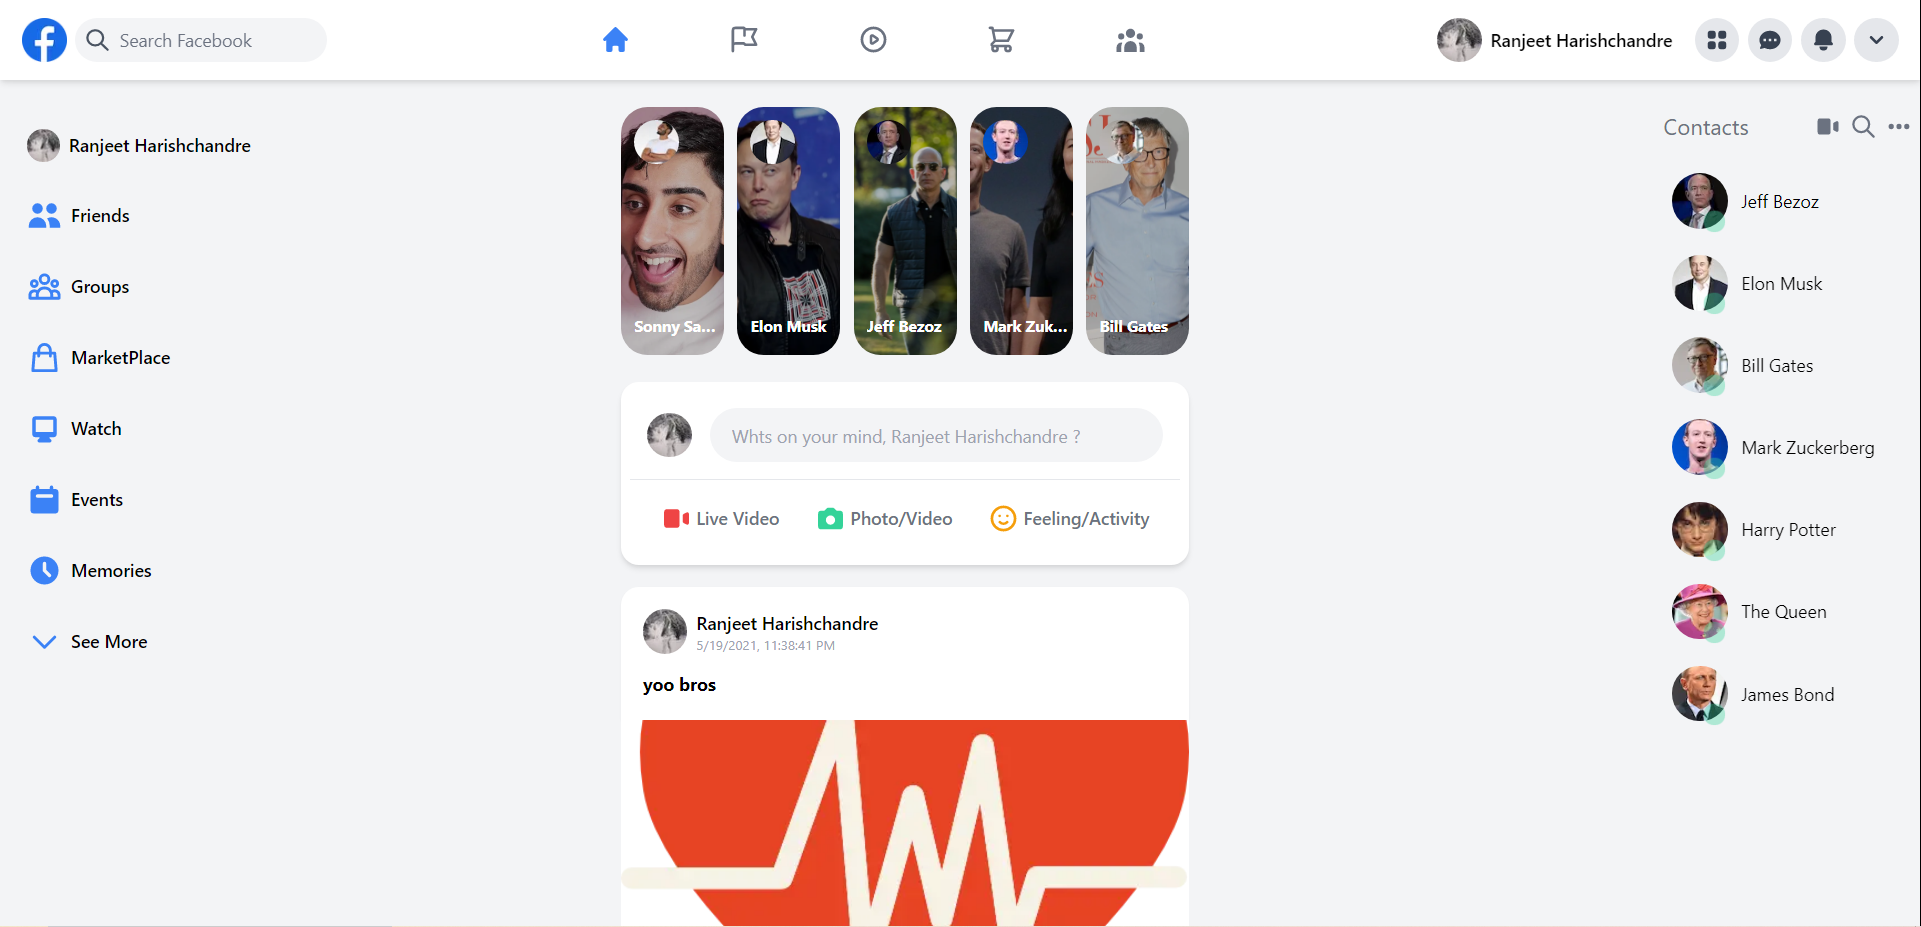 Search Facebook
Ranjeet Harishchandre
Ranjeet Harishchandre
Friends
Groups
MarketPlace
Watch
Events
Memories
See More
Sonny Sa...
Elon Musk
Jeff Bezoz
Mark Zuk...
Bill Gates
Whts on your mind, Ranjeet Harishchandre ?
Live Video
Photo/Video
Feeling/Activity
Ranjeet Harishchandre
5/19/2021, 11:38:41 PM
yoo bros
Contacts
Jeff Bezoz
Elon Musk
Bill Gates
Mark Zuckerberg
Harry Potter
The Queen
James Bond